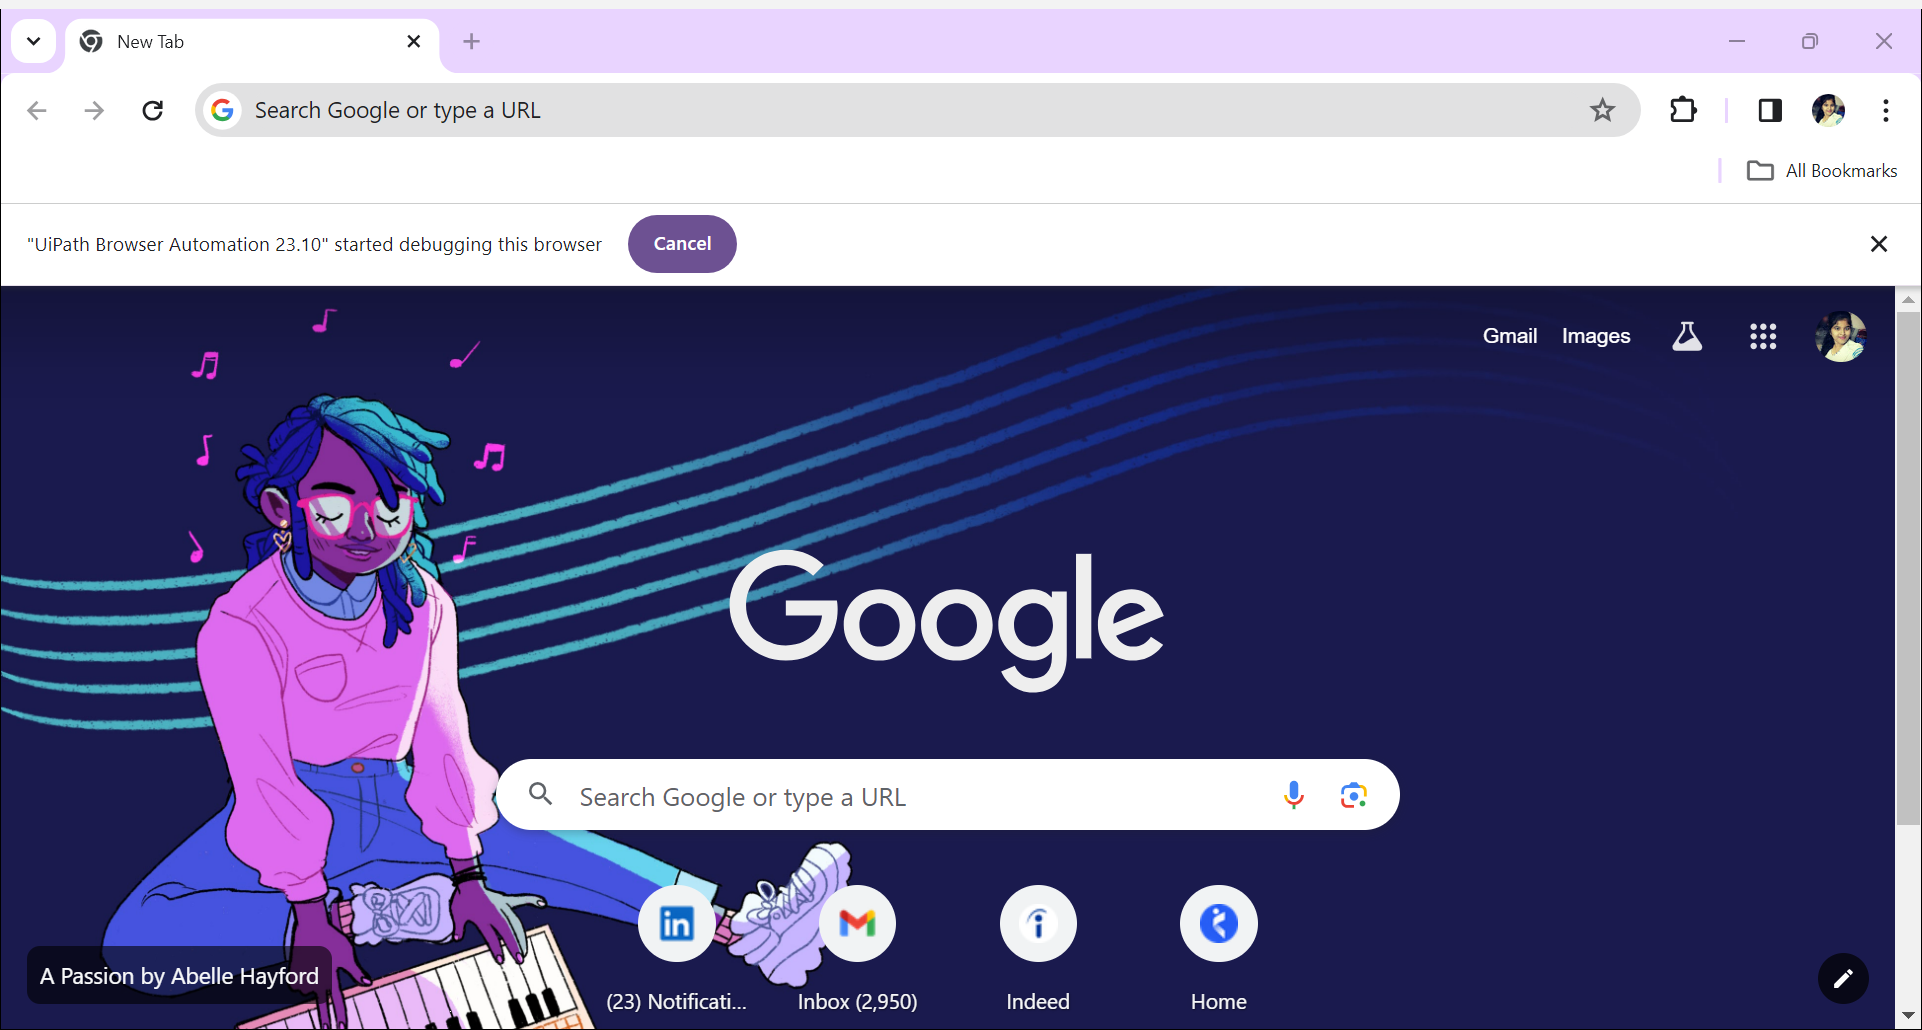 New Tab
Search Google or type a URL
All Bookmarks
"UiPath Browser Automation 23.10" started debugging this browser
Cancel
Gmail Images
Google
Search Google or type a URL
(23) Notificati... Inbox (2,950) Indeed Home
A Passion by Abelle Hayford